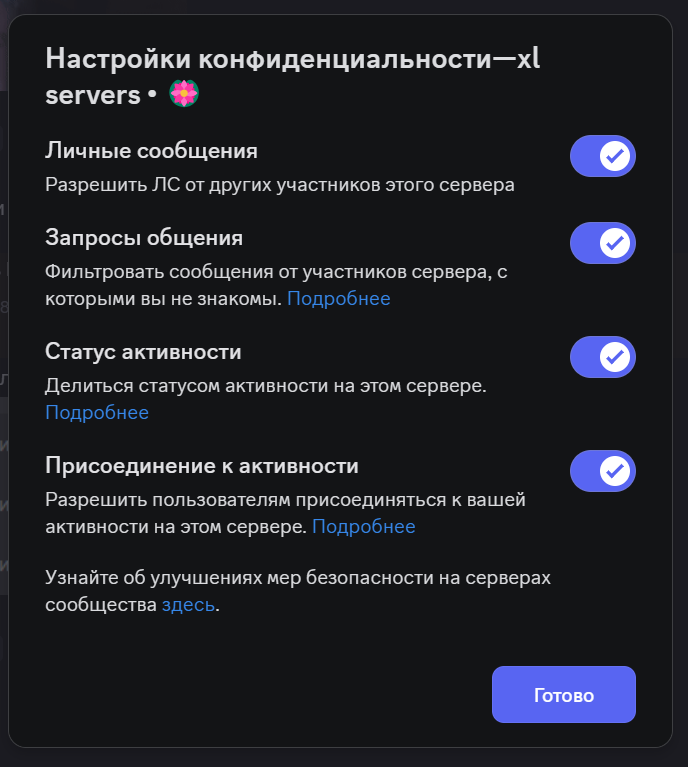 Настройки конфиденциальности—xl
servers •
Личные сообщения
Разрешить ЛС от других участников этого сервера
Запросы общения
Фильтровать сообщения от участников сервера, с
которыми вы не знакомы. Подробнее
Статус активности
Делиться статусом активности на этом сервере.
Подробнее
Присоединение к активности
Разрешить пользователям присоединяться к вашей
активности на этом сервере. Подробнее
Узнайте об улучшениях мер безопасности на серверах
сообщества здесь.
Готово